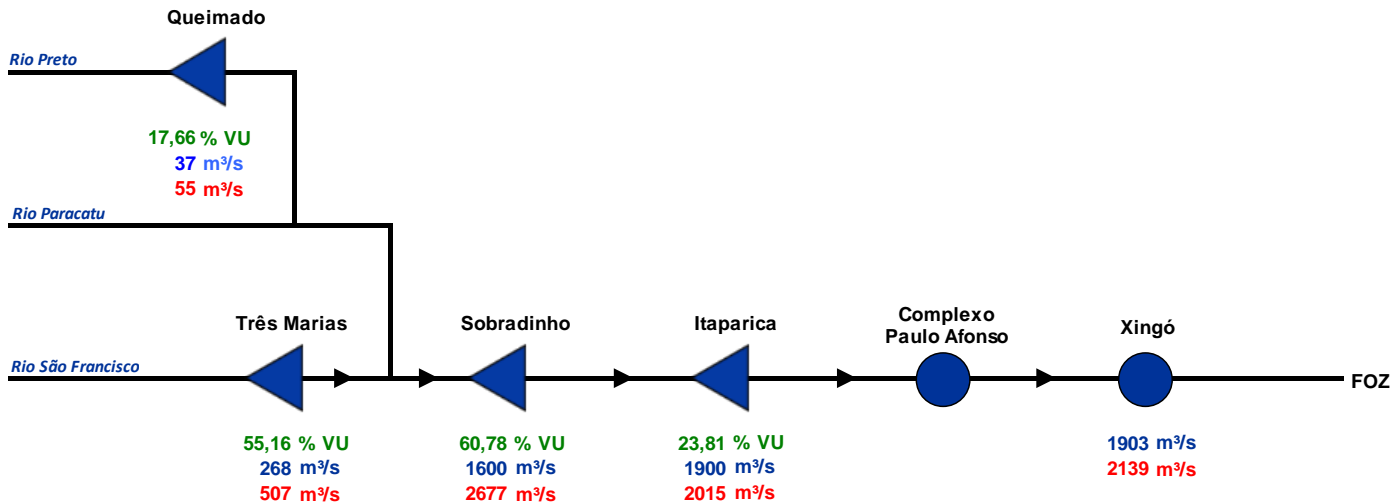 Queimado
Rio Preto
17,66 % VU
37 m³/s
55 m³/s
Rio Paracatu
Três Marias
Sobradinho
Itaparica
Complexo
Paulo Afonso
Xingó
Rio São Francisco
FOZ
55,16 % VU
268 m³/s
507 m³/s
60,78 % VU
1600 m³/s
2677 m³/s
23,81 % VU
1900 m³/s
2015 m³/s
1903 m³/s
2139 m³/s